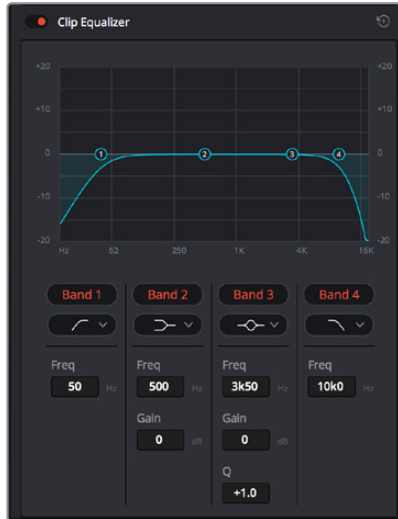 Clip Equalizer
+20 +20
+10 +10
0 1 2 3 4 0
-10 -10
-20 -20
Hz 62 250 1K 4K 16K
Band 1 Band 2 Band 3 Band 4
Freq Freq Freq Freq
50 Hz 500 Hz 3k50 Hz 10k0 Hz
Gain Gain
0 dB 0 dB
Q
+1.0